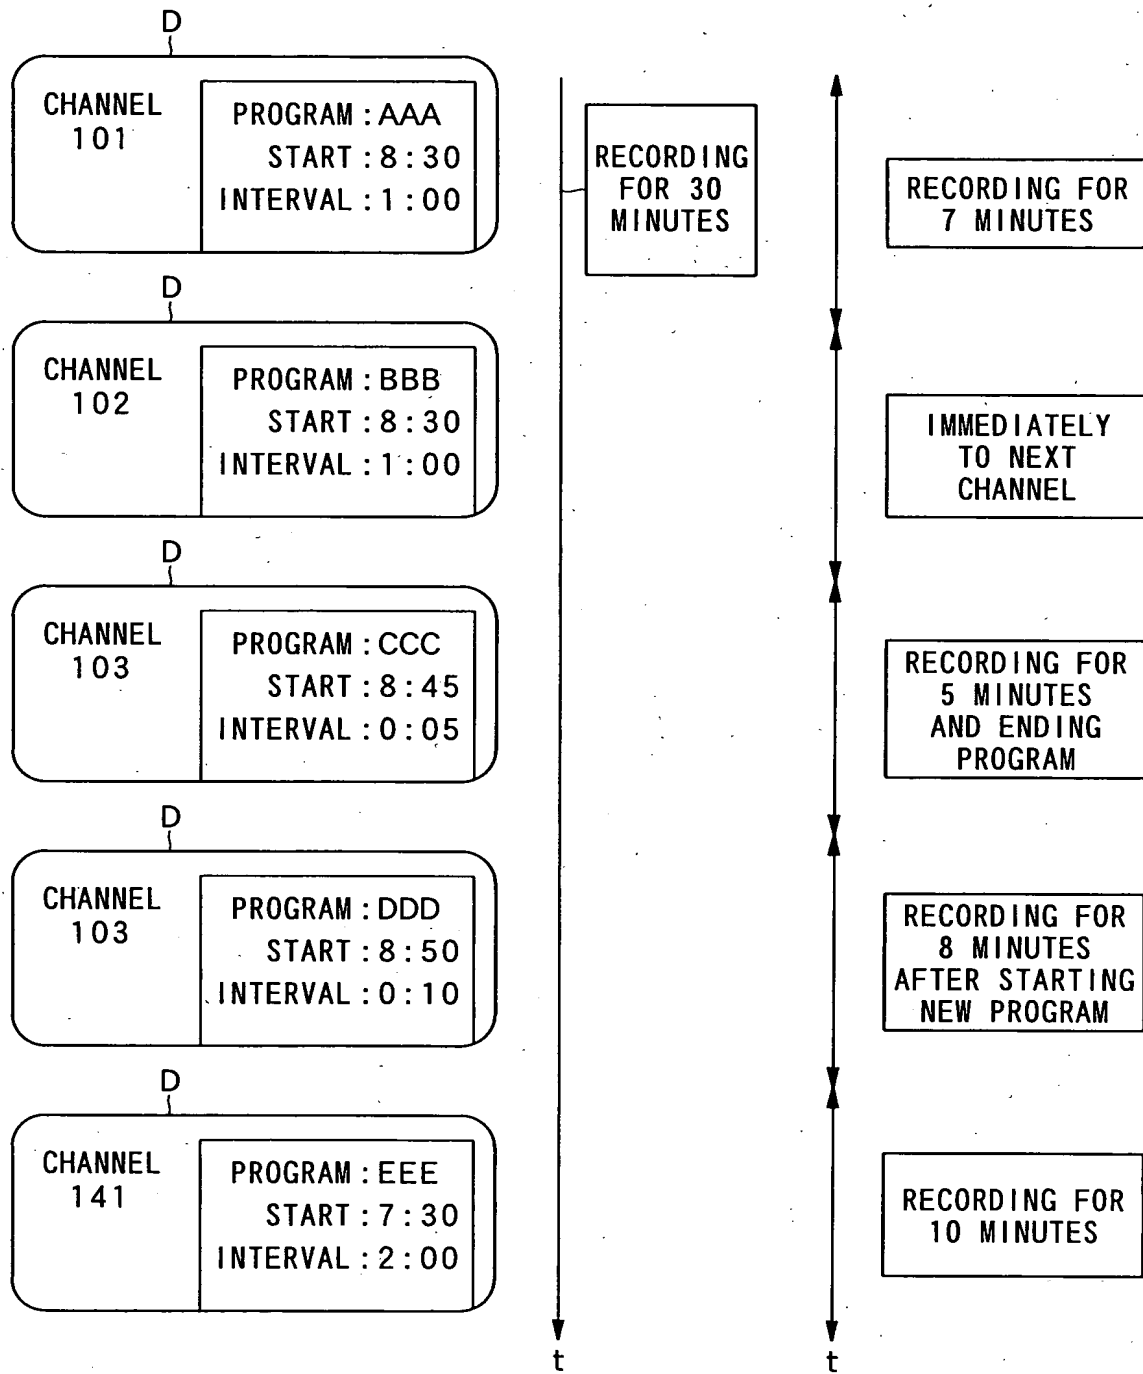 D
CHANNEL
101
PROGRAM : AAA
START : 8 : 30
INTERVAL : 1 : 00
RECORDING
FOR 30
MINUTES
RECORDING FOR
7 MINUTES
D
CHANNEL
102
PROGRAM : BBB
START : 8 : 30
INTERVAL : 1 : 00
IMMEDIATELY
TO NEXT
CHANNEL
D
CHANNEL
103
PROGRAM : CCC
START : 8 : 45
INTERVAL : 0 : 05
RECORDING FOR
5 MINUTES
AND ENDING
PROGRAM
D
CHANNEL
103
PROGRAM : DDD
START : 8 : 50
INTERVAL : 0 : 10
RECORDING FOR
8 MINUTES
AFTER STARTING
NEW PROGRAM
D
CHANNEL
141
PROGRAM : EEE
START : 7 : 30
INTERVAL : 2 : 00
RECORDING FOR
10 MINUTES
t
t